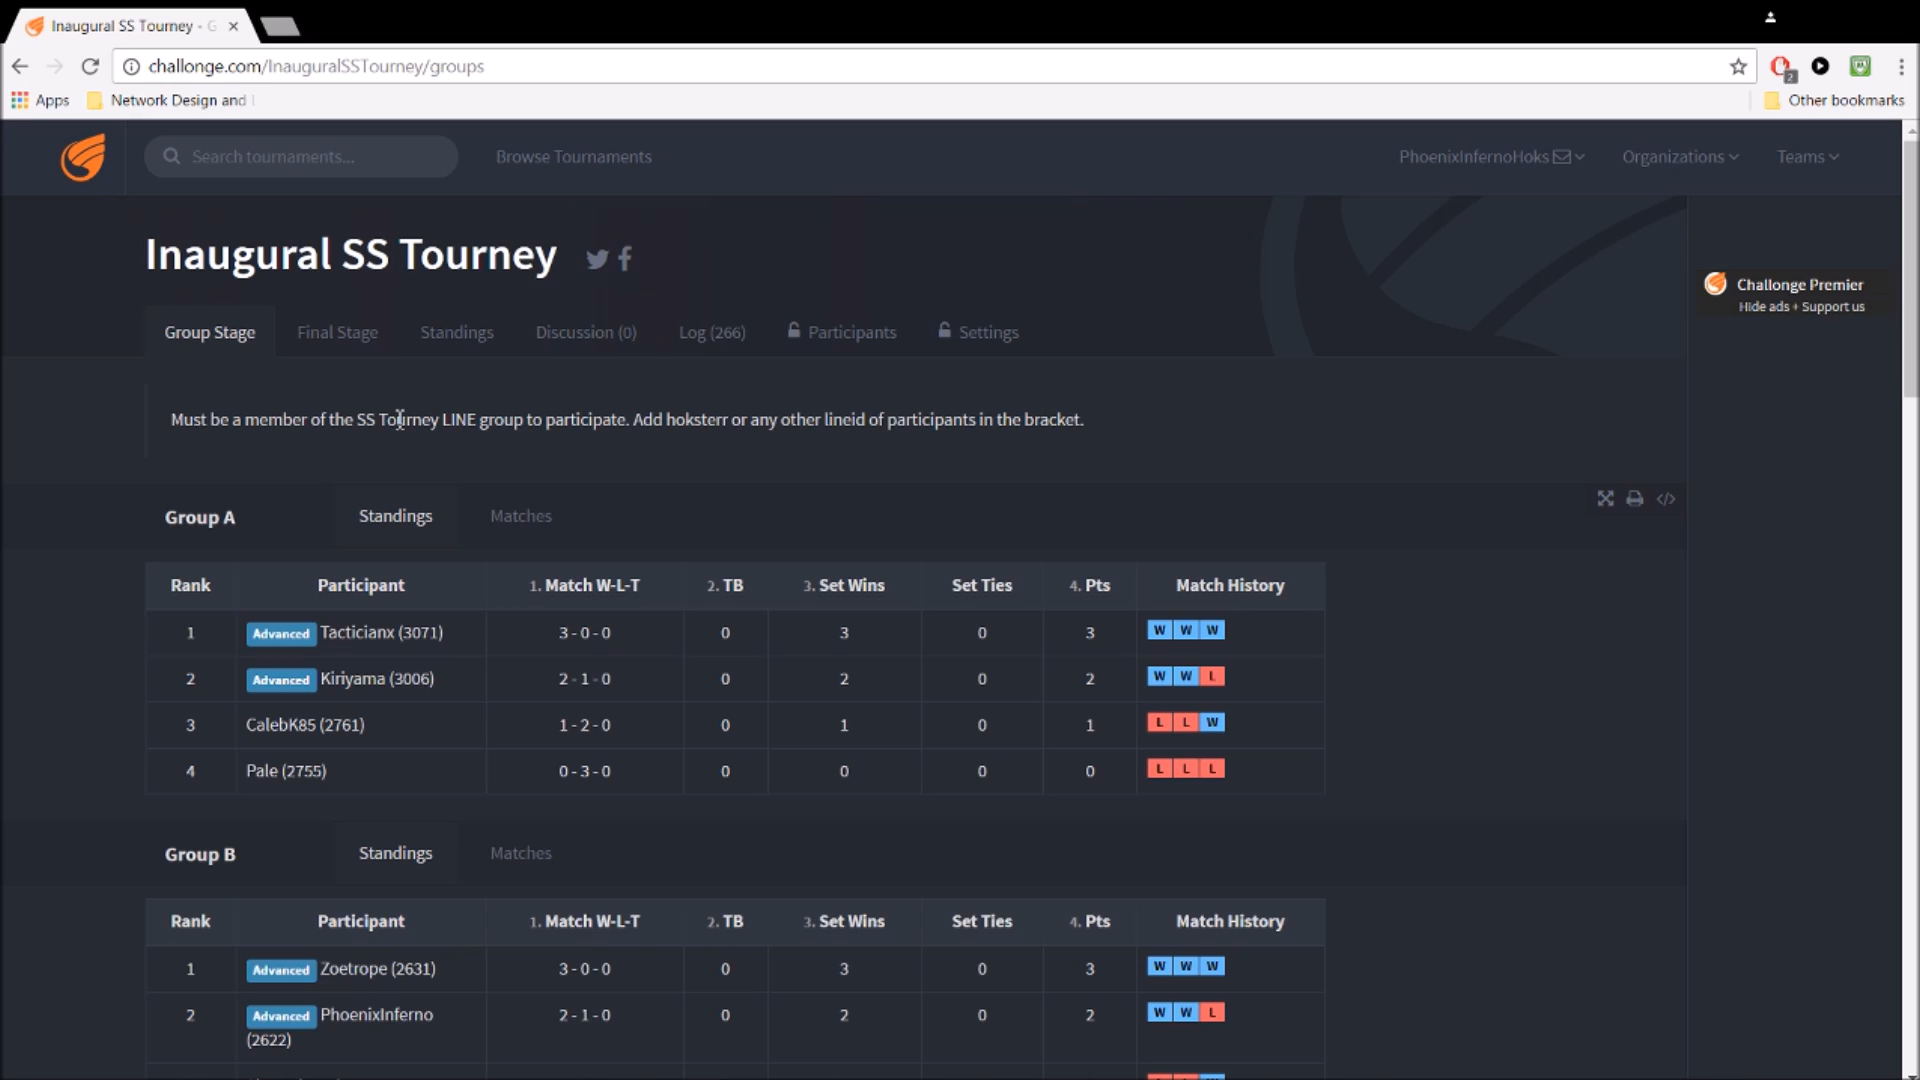 Inaugural SS Tourney - G
challonge.com/InauguralSSTourney/groups
2
Apps
Network Design and
Other bookmarks
Search tournaments...
Browse Tournaments
PhoenixInfernoHoks
Organizations
Teams
Inaugural SS Tourney
Challonge Premier
Hide ads + Support us
Group Stage
Final Stage
Standings
Discussion (0)
Log (266)
Participants
Settings
Must be a member of the SS Tourney LINE group to participate. Add hoksterr or any other lineid of participants in the bracket.
Group A Standings Matches
Rank Participant 1. Match W-L-T 2. TB 3. Set Wins Set Ties 4. Pts Match History
1 Advanced Tacticianx (3071) 3 - 0 - 0 0 3 0 3 W W W
2 Advanced Kiriyama (3006) 2 - 1 - 0 0 2 0 2 W W L
3 CalebK85 (2761) 1 - 2 - 0 0 1 0 1 L L W
4 Pale (2755) 0 - 3 - 0 0 0 0 0 L L L
Group B Standings Matches
Rank Participant 1. Match W-L-T 2. TB 3. Set Wins Set Ties 4. Pts Match History
1 Advanced Zoetrope (2631) 3 - 0 - 0 0 3 0 3 W W W
2 Advanced PhoenixInferno 2 - 1 - 0 0 2 0 2 W W L
(2622)